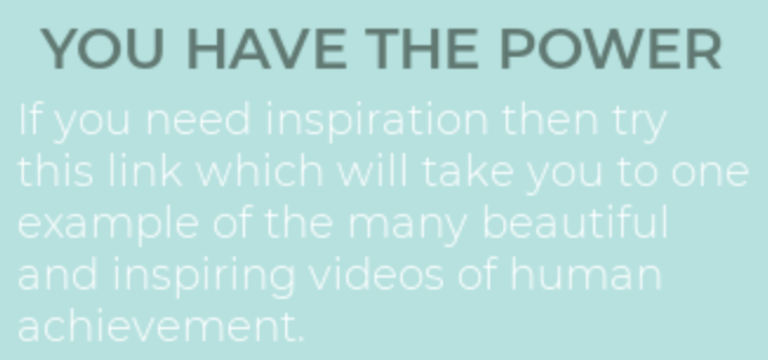 YOU HAVE THE POWER
If you need inspiration then try
this link which will take you to one
example of the many beautiful
and inspiring videos of human
achievement.